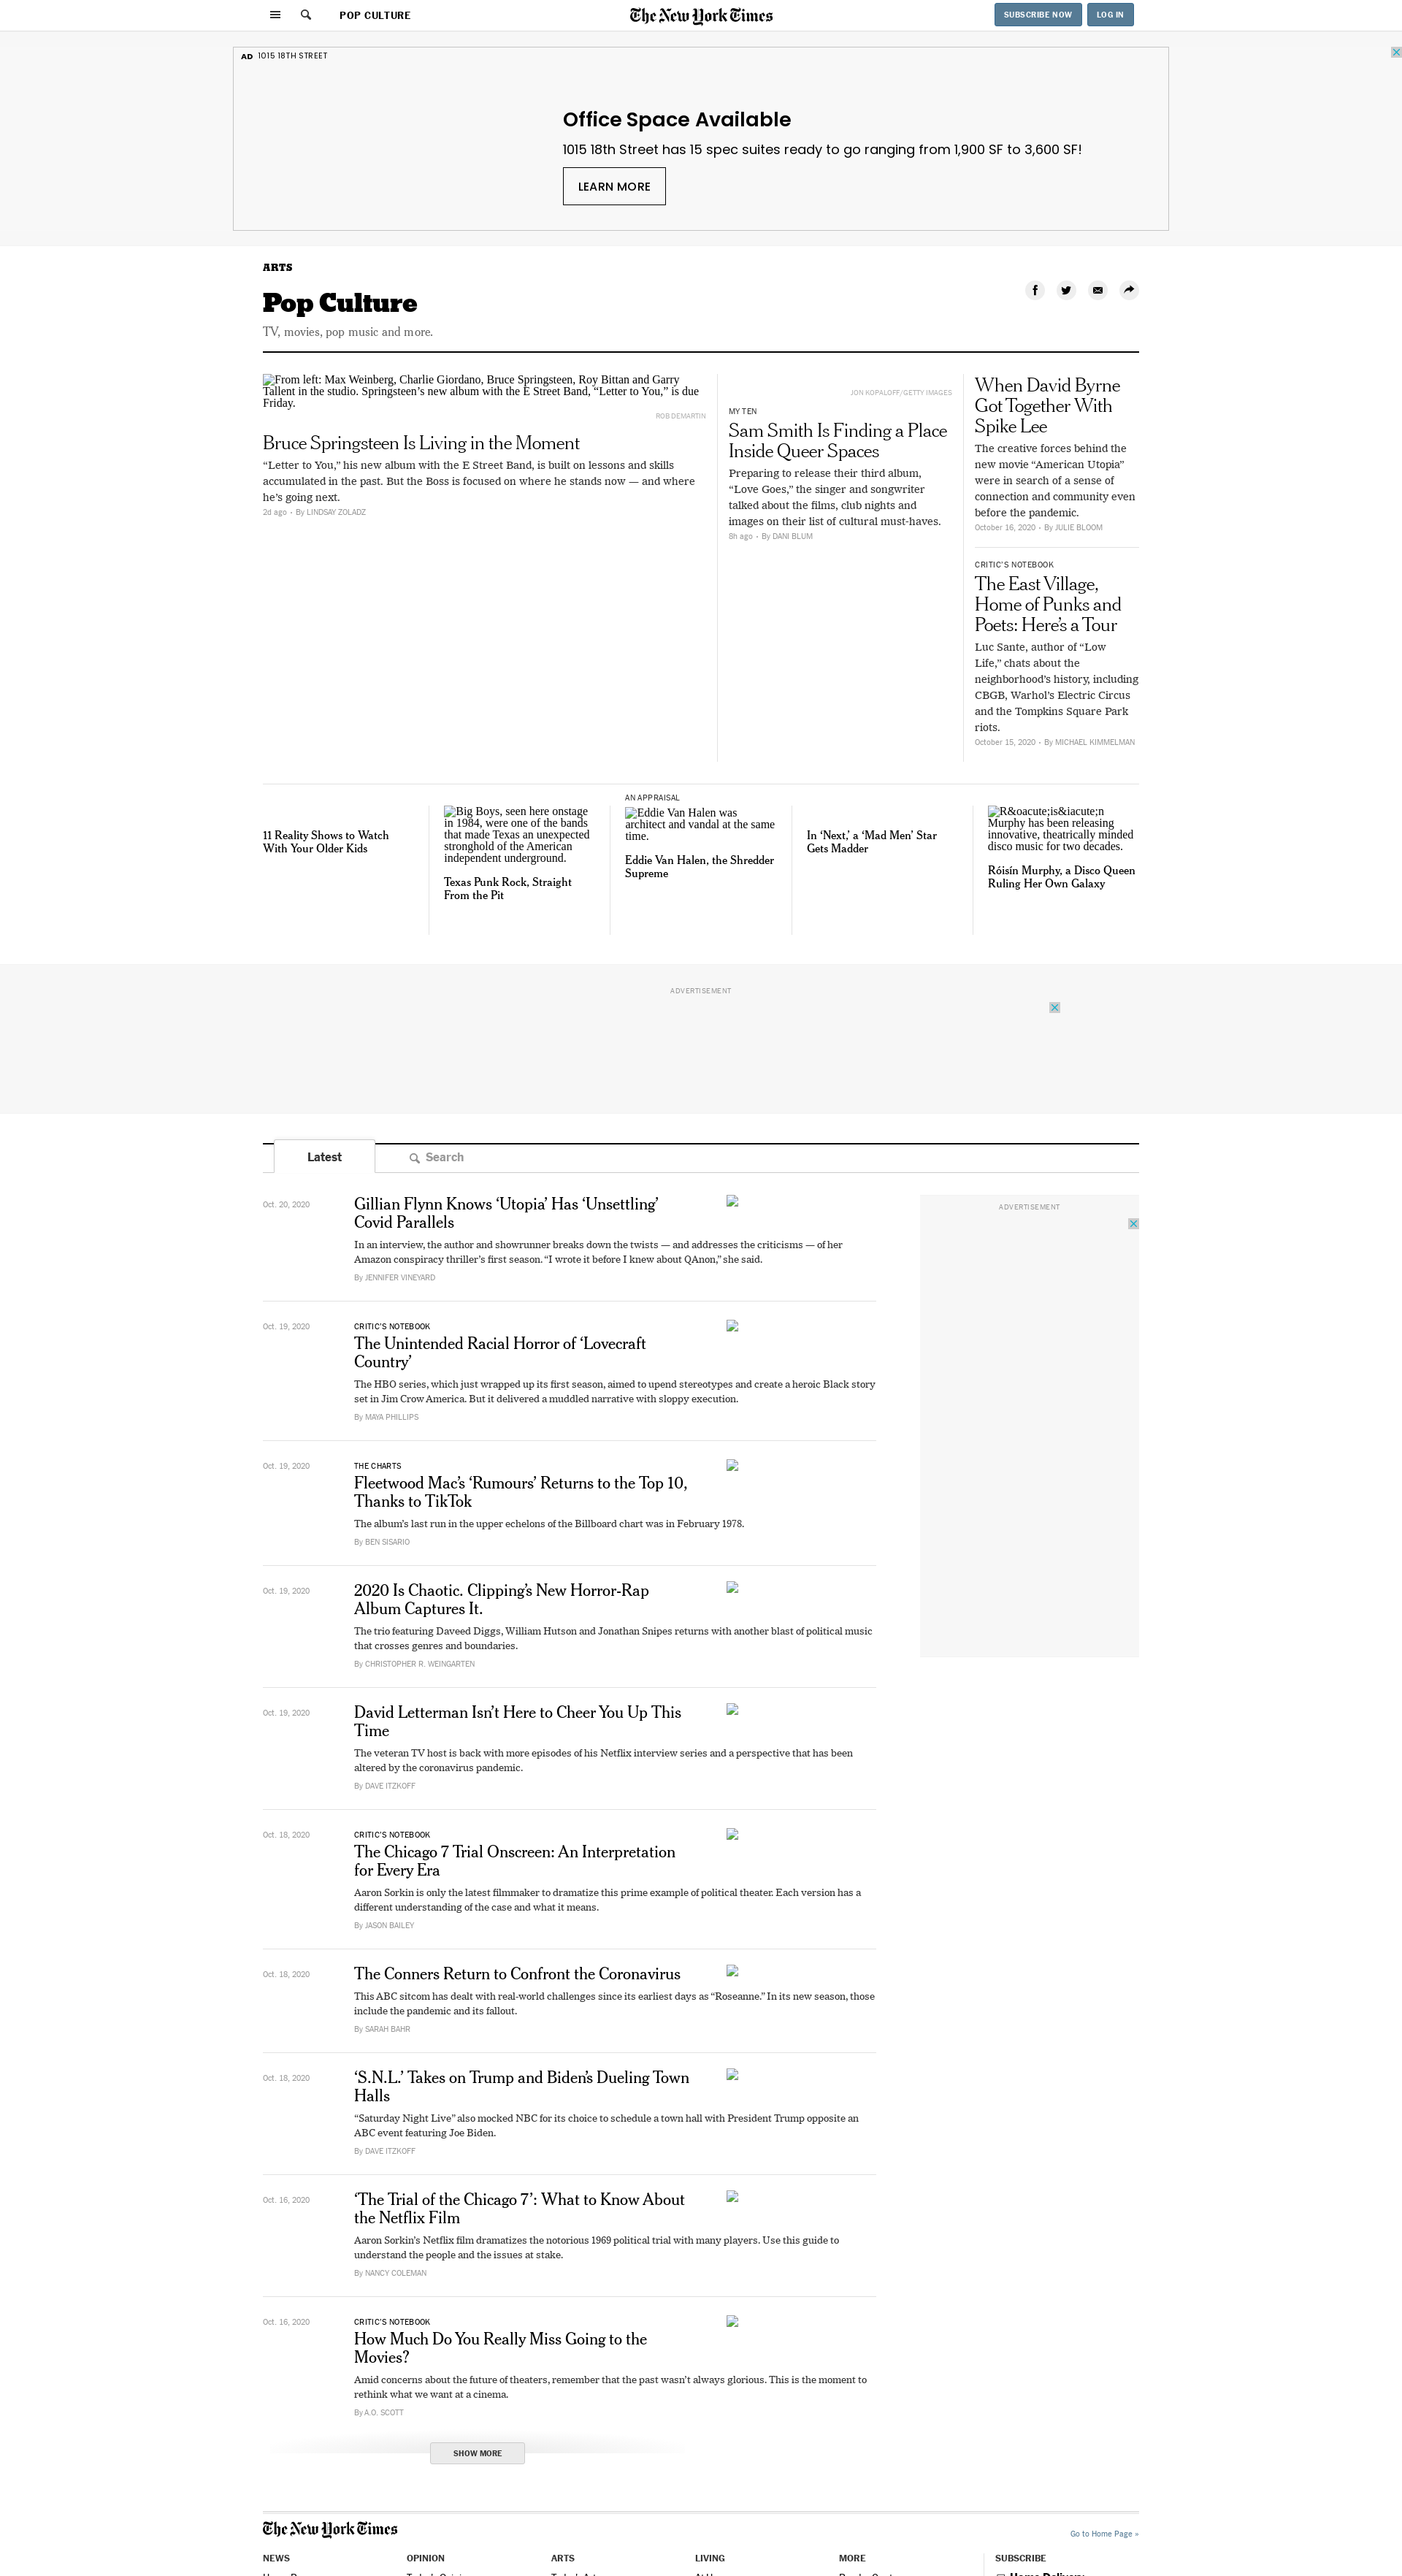 POP CULTURE
The New York Times
SUBSCRIBE NOW
LOG IN
AD 1015 18TH STREET
Office Space Available
1015 18th Street has 15 spec suites ready to go ranging from 1,900 SF to 3,600 SF!
LEARN MORE
ARTS
Pop Culture
TV, movies, pop music and more.
From left: Max Weinberg, Charlie Giordano, Bruce Springsteen, Roy Bittan and Garry
Tallent in the studio. Springsteen's new album with the E Street Band, “Letter to You,” is due
Friday.
ROB DEMARTIN
Bruce Springsteen Is Living in the Moment
“Letter to You,” his new album with the E Street Band, is built on lessons and skills
accumulated in the past. But the Boss is focused on where he stands now — and where
he’s going next.
2d ago • By LINDSAY ZOLADZ
JON KOPALOFF/GETTY IMAGES
MY TEN
Sam Smith Is Finding a Place
Inside Queer Spaces
Preparing to release their third album,
“Love Goes,” the singer and songwriter
talked about the films, club nights and
images on their list of cultural must-haves.
8h ago • By DANI BLUM
When David Byrne
Got Together With
Spike Lee
The creative forces behind the
new movie “American Utopia”
were in search of a sense of
connection and community even
before the pandemic.
October 16, 2020 • By JULIE BLOOM
CRITIC’S NOTEBOOK
The East Village,
Home of Punks and
Poets: Here’s a Tour
Luc Sante, author of “Low
Life,” chats about the
neighborhood’s history, including
CBGB, Warhol’s Electric Circus
and the Tompkins Square Park
riots.
October 15, 2020 • By MICHAEL KIMMELMAN
11 Reality Shows to Watch
With Your Older Kids
Big Boys, seen here onstage
in 1984, were one of the bands
that made Texas an unexpected
stronghold of the American
independent underground.
Texas Punk Rock, Straight
From the Pit
AN APPRAISAL
Eddie Van Halen was
architect and vandal at the same
time.
Eddie Van Halen, the Shredder
Supreme
In ‘Next,’ a ‘Mad Men’ Star
Gets Madder
R&oacute;is&iacute;n
Murphy has been releasing
innovative, theatrically minded
disco music for two decades.
Róisín Murphy, a Disco Queen
Ruling Her Own Galaxy
ADVERTISEMENT
Latest
Search
Oct. 20, 2020
Gillian Flynn Knows ‘Utopia’ Has ‘Unsettling’
Covid Parallels
In an interview, the author and showrunner breaks down the twists — and addresses the criticisms — of her
Amazon conspiracy thriller’s first season. “I wrote it before I knew about QAnon,” she said.
By JENNIFER VINEYARD
ADVERTISEMENT
Oct. 19, 2020
CRITIC’S NOTEBOOK
The Unintended Racial Horror of ‘Lovecraft
Country’
The HBO series, which just wrapped up its first season, aimed to upend stereotypes and create a heroic Black story
set in Jim Crow America. But it delivered a muddled narrative with sloppy execution.
By MAYA PHILLIPS
Oct. 19, 2020
THE CHARTS
Fleetwood Mac’s ‘Rumours’ Returns to the Top 10,
Thanks to TikTok
The album’s last run in the upper echelons of the Billboard chart was in February 1978.
By BEN SISARIO
Oct. 19, 2020
2020 Is Chaotic. Clipping’s New Horror-Rap
Album Captures It.
The trio featuring Daveed Diggs, William Hutson and Jonathan Snipes returns with another blast of political music
that crosses genres and boundaries.
By CHRISTOPHER R. WEINGARTEN
Oct. 19, 2020
David Letterman Isn’t Here to Cheer You Up This
Time
The veteran TV host is back with more episodes of his Netflix interview series and a perspective that has been
altered by the coronavirus pandemic.
By DAVE ITZKOFF
Oct. 18, 2020
CRITIC’S NOTEBOOK
The Chicago 7 Trial Onscreen: An Interpretation
for Every Era
Aaron Sorkin is only the latest filmmaker to dramatize this prime example of political theater. Each version has a
different understanding of the case and what it means.
By JASON BAILEY
Oct. 18, 2020
The Conners Return to Confront the Coronavirus
This ABC sitcom has dealt with real-world challenges since its earliest days as “Roseanne.” In its new season, those
include the pandemic and its fallout.
By SARAH BAHR
Oct. 18, 2020
‘S.N.L.’ Takes on Trump and Biden’s Dueling Town
Halls
“Saturday Night Live” also mocked NBC for its choice to schedule a town hall with President Trump opposite an
ABC event featuring Joe Biden.
By DAVE ITZKOFF
Oct. 16, 2020
‘The Trial of the Chicago 7’: What to Know About
the Netflix Film
Aaron Sorkin’s Netflix film dramatizes the notorious 1969 political trial with many players. Use this guide to
understand the people and the issues at stake.
By NANCY COLEMAN
Oct. 16, 2020
CRITIC’S NOTEBOOK
How Much Do You Really Miss Going to the
Movies?
Amid concerns about the future of theaters, remember that the past wasn’t always glorious. This is the moment to
rethink what we want at a cinema.
By A.O. SCOTT
SHOW MORE
The New York Times
Go to Home Page »
NEWS
OPINION
ARTS
LIVING
MORE
SUBSCRIBE